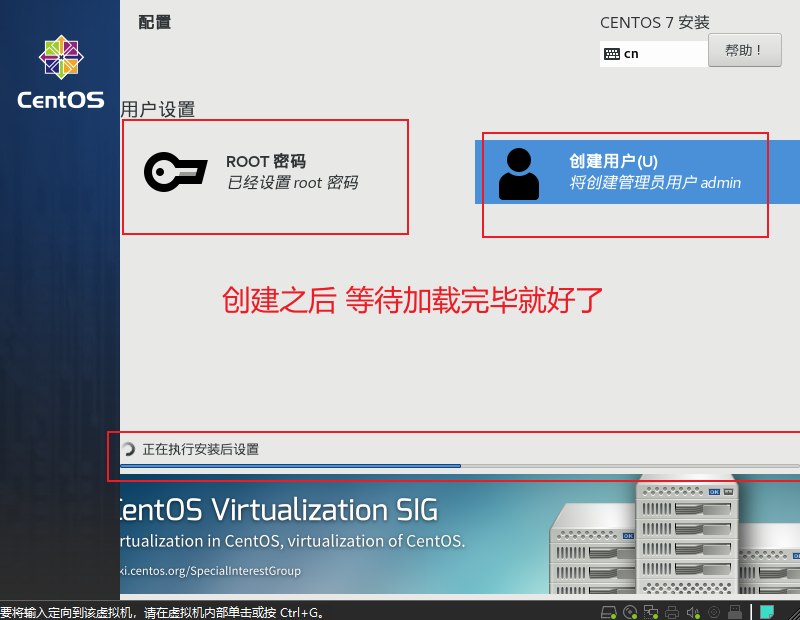 配置
CENTOS 7 安装
cn
帮助！
CentOS
用户设置
ROOT 密码
已经设置 root 密码
创建用户(U)
将创建管理员用户 admin
创建之后 等待加载完毕就好了
正在执行安装后设置
CentOS Virtualization SIG
rtualization in CentOS, virtualization of CentOS.
ki.centos.org/SpecialInterestGroup
OK
OK
要将输入定向到该虚拟机，请在虚拟机内部单击或按 Ctrl+G。